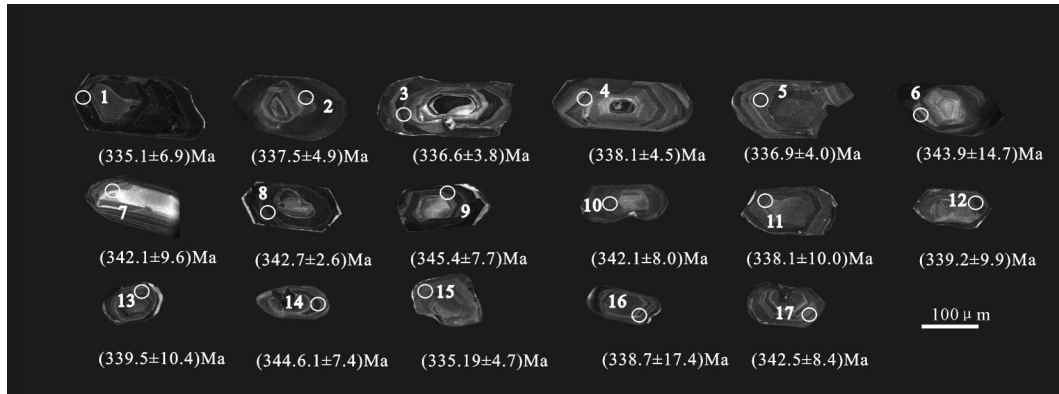 1 2 3 4 5 6
(335.1±6.9)Ma (337.5±4.9)Ma (336.6±3.8)Ma (338.1±4.5)Ma (336.9±4.0)Ma (343.9±14.7)Ma
7 8 9 10 11 12
(342.1±9.6)Ma (342.7±2.6)Ma (345.4±7.7)Ma (342.1±8.0)Ma (338.1±10.0)Ma (339.2±9.9)Ma
13 14 15 16 17
100μm
(339.5±10.4)Ma (344.6.1±7.4)Ma (335.19±4.7)Ma (338.7±17.4)Ma (342.5±8.4)Ma